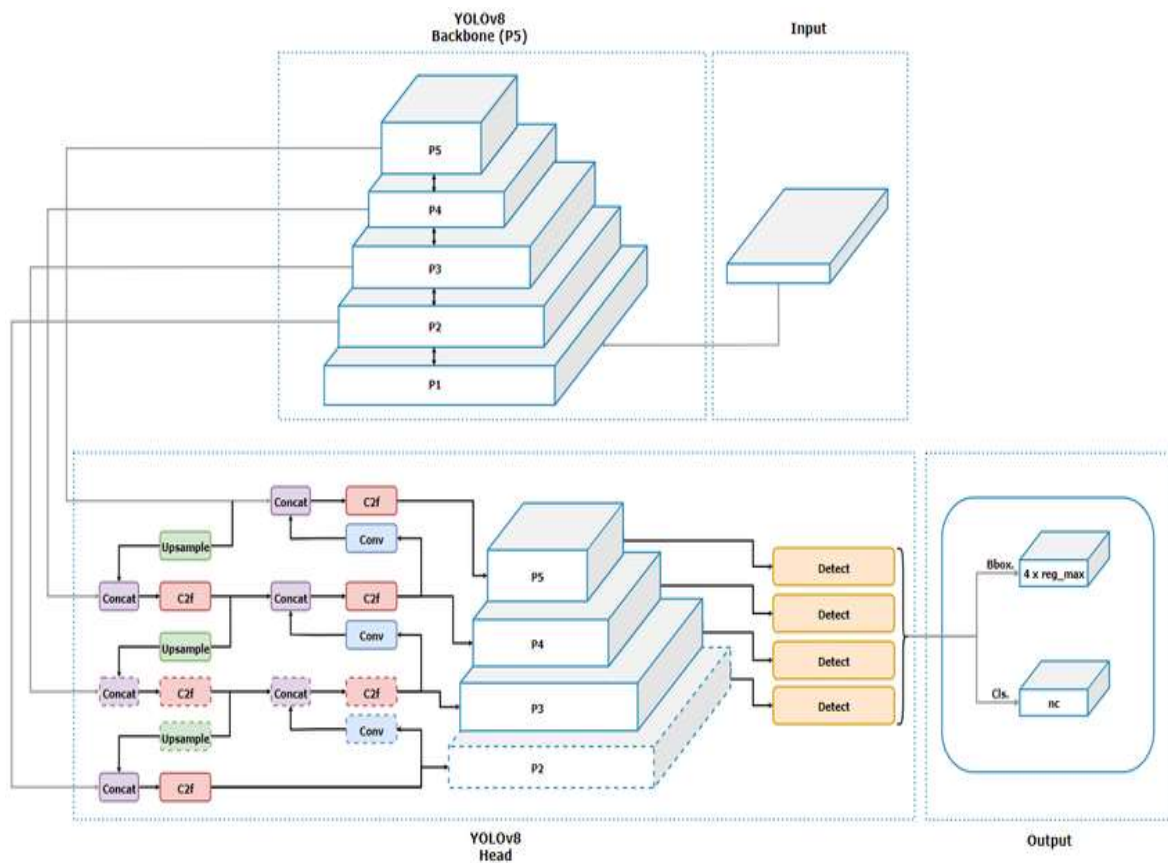 YOLOv8
Backbone (P5)
Input
P5
P4
P3
P2
P1
Concat
C2f
Upsample
Conv
P5
Detect
Bbox.
4 x reg_max
Concat
C2f
Concat
C2f
P4
Detect
Upsample
Conv
Detect
Concat
C2f
Concat
C2f
P3
Detect
Cls.
nc
Upsample
Conv
P2
Concat
C2f
YOLOv8
Head
Output